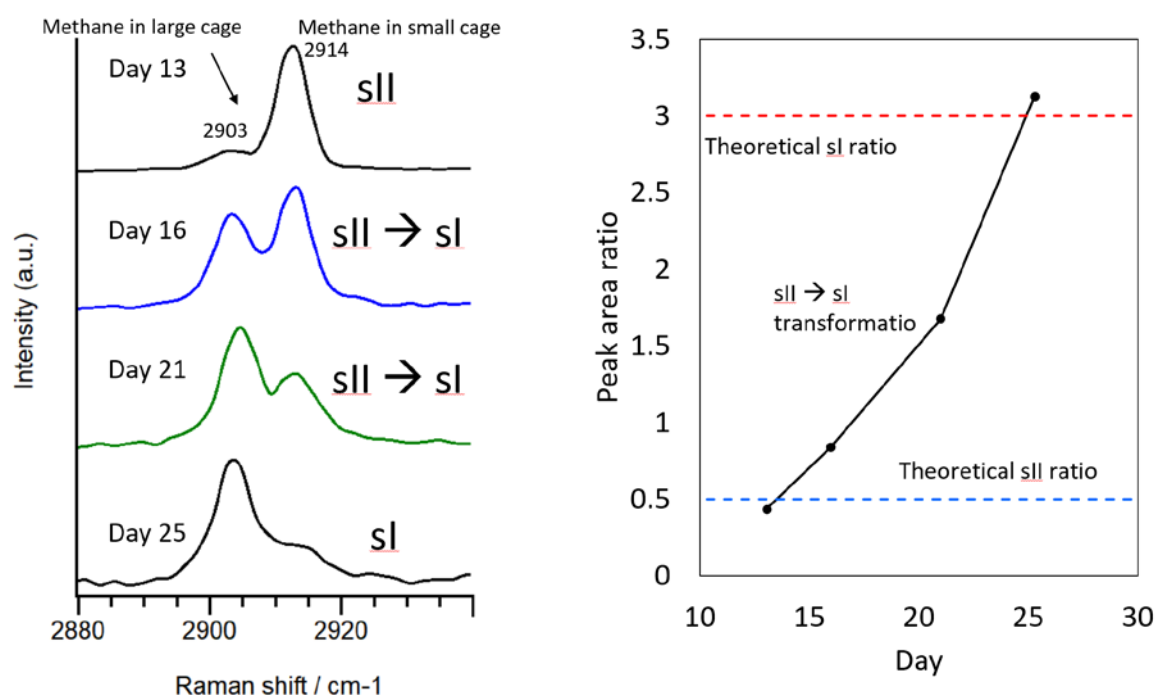 Methane in large cage
Methane in small cage
2914
Day 13
sII
2903
Day 16
sII → sI
Day 21
sII → sI
Day 25
sI
Intensity (a.u.)
2880
2900
2920
Raman shift / cm-1
3.5
3
2.5
2
1.5
1
0.5
0
Peak area ratio
Theoretical sI ratio
sII → sI
transformatio
Theoretical sII ratio
10
15
20
25
30
Day